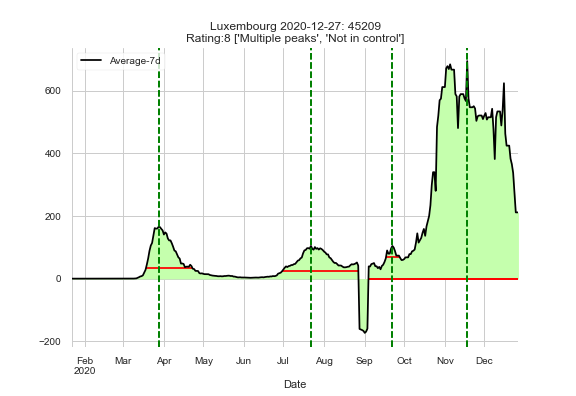 Luxembourg 2020-12-27: 45209
Rating:8 ['Multiple peaks', 'Not in control']
Average-7d
600
400
200
0
−200
Feb Mar Apr May Jun Jul Aug Sep Oct Nov Dec
2020
Date